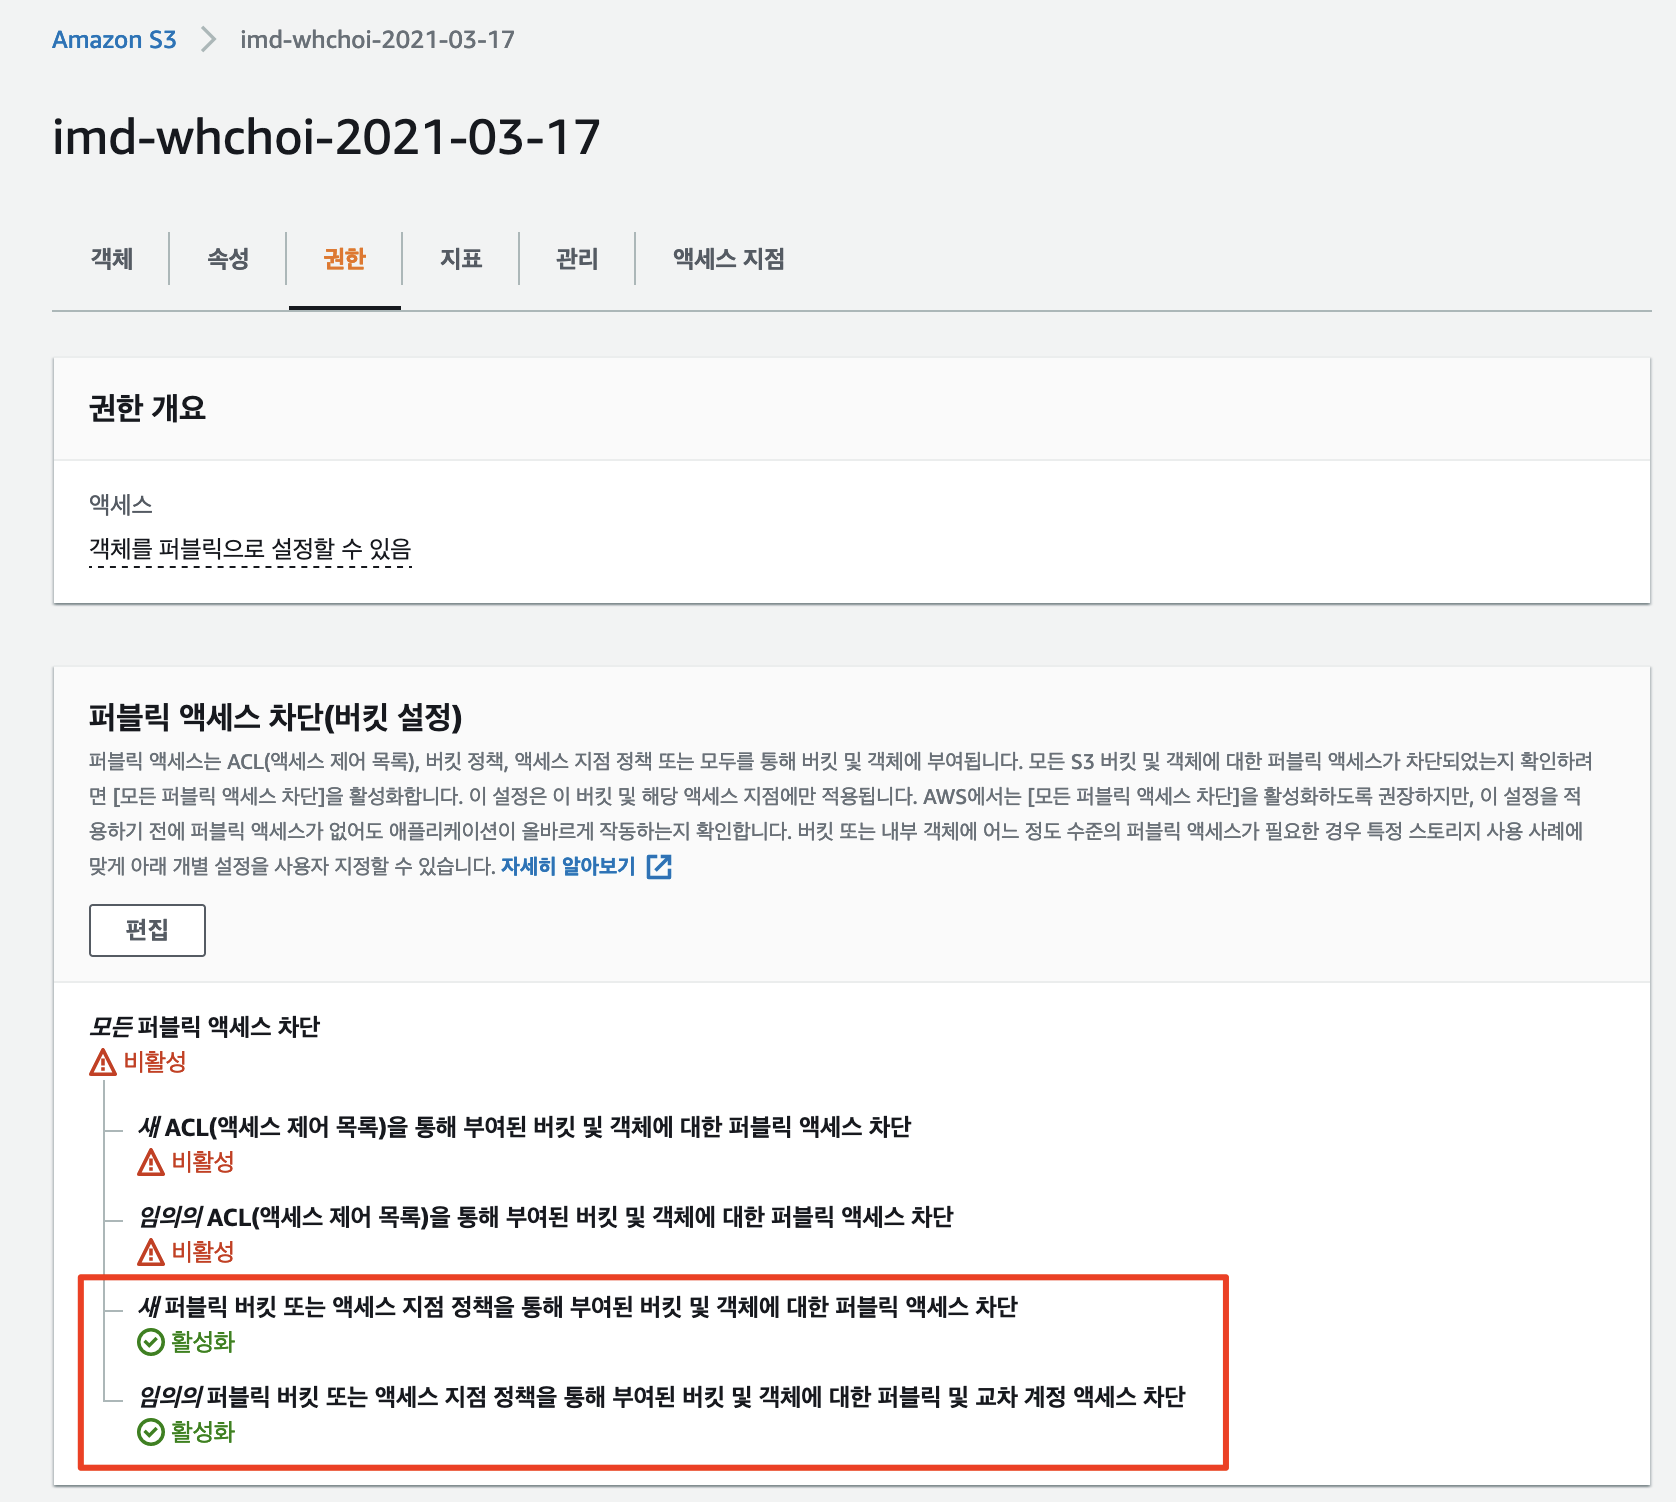 Amazon S3 > imd-whchoi-2021-03-17
imd-whchoi-2021-03-17
객체 속성 권한 지표 관리 액세스 지점
권한 개요
액세스
객체를 퍼블릭으로 설정할 수 있음
퍼블릭 액세스 차단(버킷 설정)
퍼블릭 액세스는 ACL(액세스 제어 목록), 버킷 정책, 액세스 지점 정책 또는 모두를 통해 버킷 및 객체에 부여됩니다. 모든 S3 버킷 및 객체에 대한 퍼블릭 액세스가 차단되었는지 확인하려
면 [모든 퍼블릭 액세스 차단]을 활성화합니다. 이 설정은 이 버킷 및 해당 액세스 지점에만 적용됩니다. AWS에서는 [모든 퍼블릭 액세스 차단]을 활성화하도록 권장하지만, 이 설정을 적
용하기 전에 퍼블릭 액세스가 없어도 애플리케이션이 올바르게 작동하는지 확인합니다. 버킷 또는 내부 객체에 어느 정도 수준의 퍼블릭 액세스가 필요한 경우 특정 스토리지 사용 사례에
맞게 아래 개별 설정을 사용자 지정할 수 있습니다. 자세히 알아보기
편집
모든 퍼블릭 액세스 차단
비활성
새 ACL(액세스 제어 목록)을 통해 부여된 버킷 및 객체에 대한 퍼블릭 액세스 차단
비활성
임의의 ACL(액세스 제어 목록)을 통해 부여된 버킷 및 객체에 대한 퍼블릭 액세스 차단
비활성
새 퍼블릭 버킷 또는 액세스 지점 정책을 통해 부여된 버킷 및 객체에 대한 퍼블릭 액세스 차단
활성화
임의의 퍼블릭 버킷 또는 액세스 지점 정책을 통해 부여된 버킷 및 객체에 대한 퍼블릭 및 교차 계정 액세스 차단
활성화